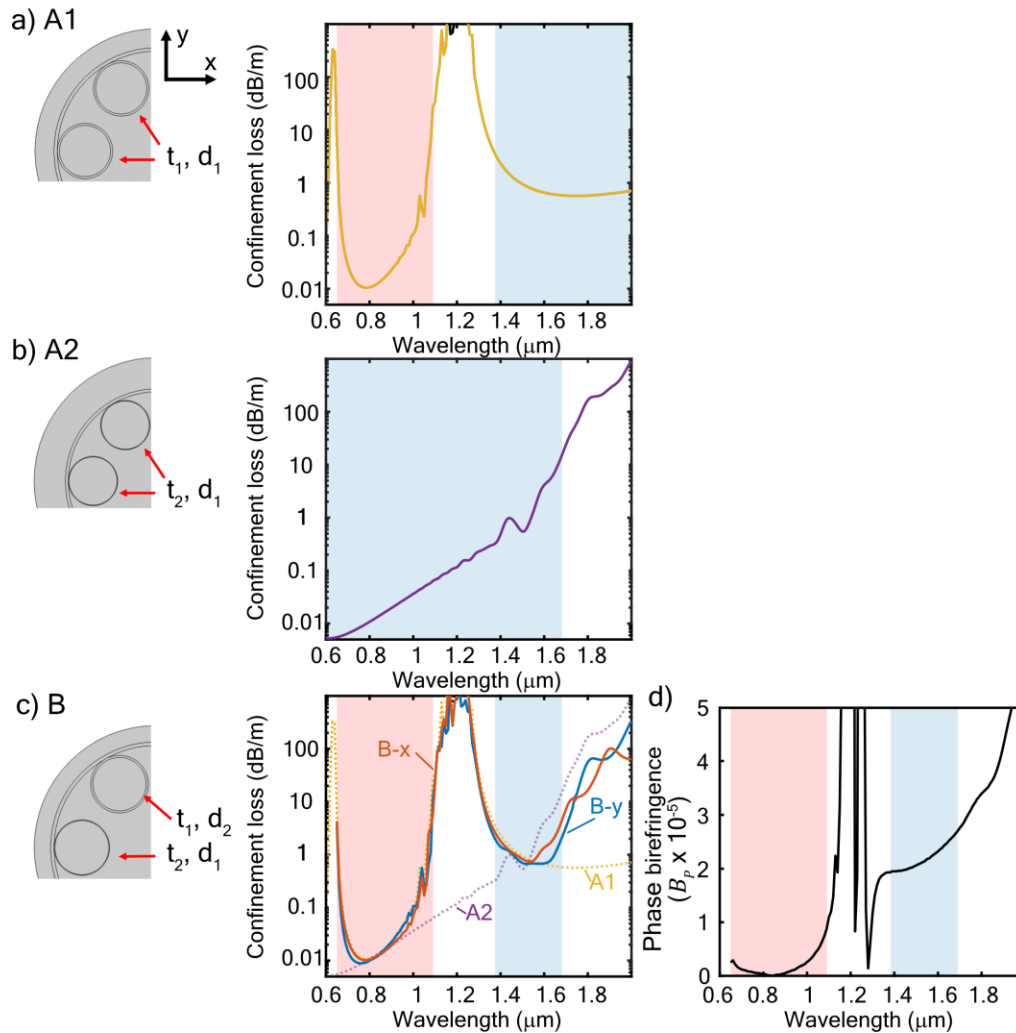 a) A1
y
x
t1, d1
Confinement loss (dB/m)
100
10
1
0.1
0.01
0.6 0.8 1.0 1.2 1.4 1.6 1.8
Wavelength (μm)
b) A2
t2, d1
Confinement loss (dB/m)
100
10
1
0.1
0.01
0.6 0.8 1.0 1.2 1.4 1.6 1.8
Wavelength (μm)
c) B
t1, d2
t2, d1
Confinement loss (dB/m)
100
10
1
0.1
0.01
B-x
B-y
A1
A2
0.6 0.8 1.0 1.2 1.4 1.6 1.8
Wavelength (μm)
d)
Phase birefringence
(Bp x 10-5)
5
4
3
2
1
0
0.6 0.8 1.0 1.2 1.4 1.6 1.8
Wavelength (μm)